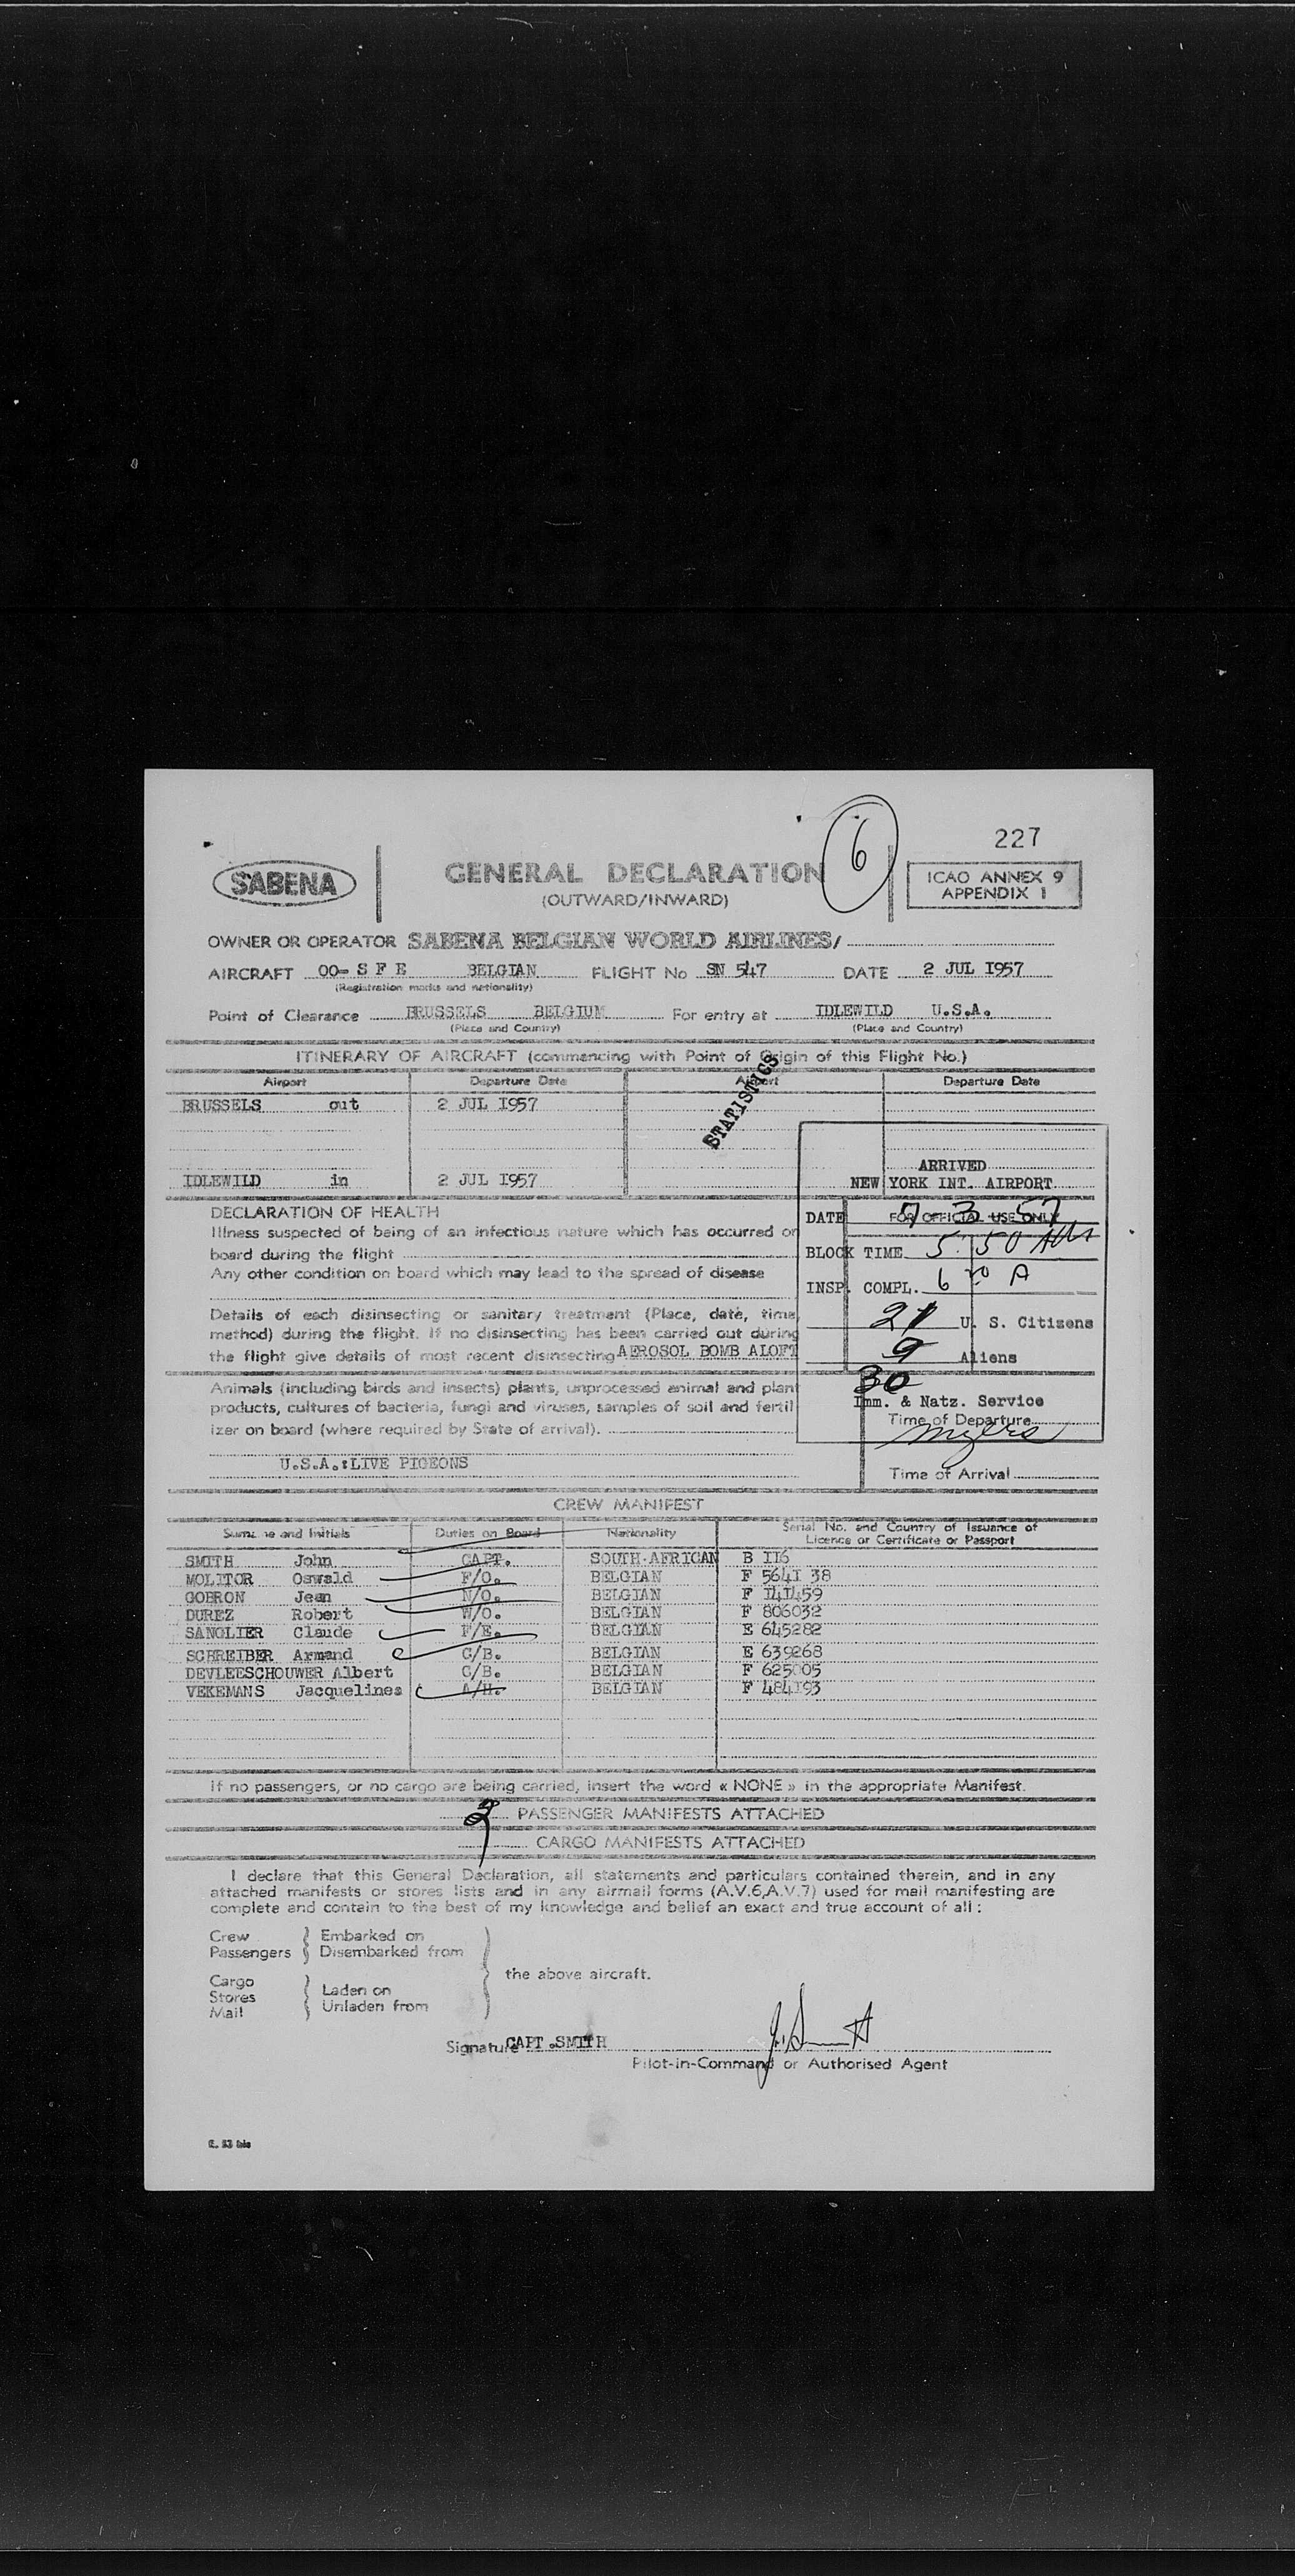 227
6
SABENA
GENERAL DECLARATION
(OUTWARD/INWARD)
ICAO ANNEX 9
APPENDIX 1
OWNER OR OPERATOR SABENA BELGIAN WORLD AIRLINES/
AIRCRAFT OO- S F E BELGIAN FLIGHT No SN 547 DATE 2 JUL I957
(Registration marks and nationality)
Point of Clearance BRUSSELS BELGIUM For entry at IDLEWILD U.S.A.
(Place and Country) (Place and Country)
ITINERARY OF AIRCRAFT (commencing with Point of Origin of this Flight No.)
Airport Departure Date Airport Departure Date
BRUSSELS out 2 JUL I957
STATISTICS
IDLEWILD in 2 JUL I957
ARRIVED
NEW YORK INT. AIRPORT
FOR OFFICIAL USE ONLY
DATE 7 3 57
BLOCK TIME 5:50 AM
INSP. COMPL. 6 20 A
21 U. S. Citizens
9 Aliens
30
Imm. & Natz. Service
Time of Departure
Myers
Time of Arrival
DECLARATION OF HEALTH
Illness suspected of being of an infectious nature which has occurred on
board during the flight
Any other condition on board which may lead to the spread of disease
Details of each disinsecting or sanitary treatment (Place, date, time,
method) during the flight. If no disinsecting has been carried out during
the flight give details of most recent disinsecting AEROSOL BOMB ALOFT
Animals (including birds and insects) plants, unprocessed animal and plant
products, cultures of bacteria, fungi and viruses, samples of soil and fertil
izer on board (where required by State of arrival).
U.S.A.:LIVE PIGEONS
CREW MANIFEST
Surname and Initials Duties on Board Nationality Serial No. and Country of Issuance of
Licence or Certificate or Passport
SMITH John CAPT. SOUTH-AFRICAN B II6
MOLITOR Oswald F/O. BELGIAN F 564I 38
GOBRON Jean N/O. BELGIAN F I4I459
DUREZ Robert W/O. BELGIAN F 806032
SANGLIER Claude F/E. BELGIAN E 645282
SCHREIBER Armand C/B. BELGIAN E 639268
DEVLEESCHOUWER Albert C/B. BELGIAN F 625005
VEKEMANS Jacquelines A/H. BELGIAN F 484I93
If no passengers, or no cargo are being carried, insert the word « NONE » in the appropriate Manifest.
2 PASSENGER MANIFESTS ATTACHED
CARGO MANIFESTS ATTACHED
I declare that this General Declaration, all statements and particulars contained therein, and in any
attached manifests or stores lists and in any airmail forms (A.V.6,A.V.7) used for mail manifesting are
complete and contain to the best of my knowledge and belief an exact and true account of all :
Crew Embarked on
Passengers Disembarked from
the above aircraft.
Cargo
Stores Laden on
Mail Unladen from
Signature CAPT.SMITH J. Smith
Pilot-in-Command or Authorised Agent
E. 53 bis